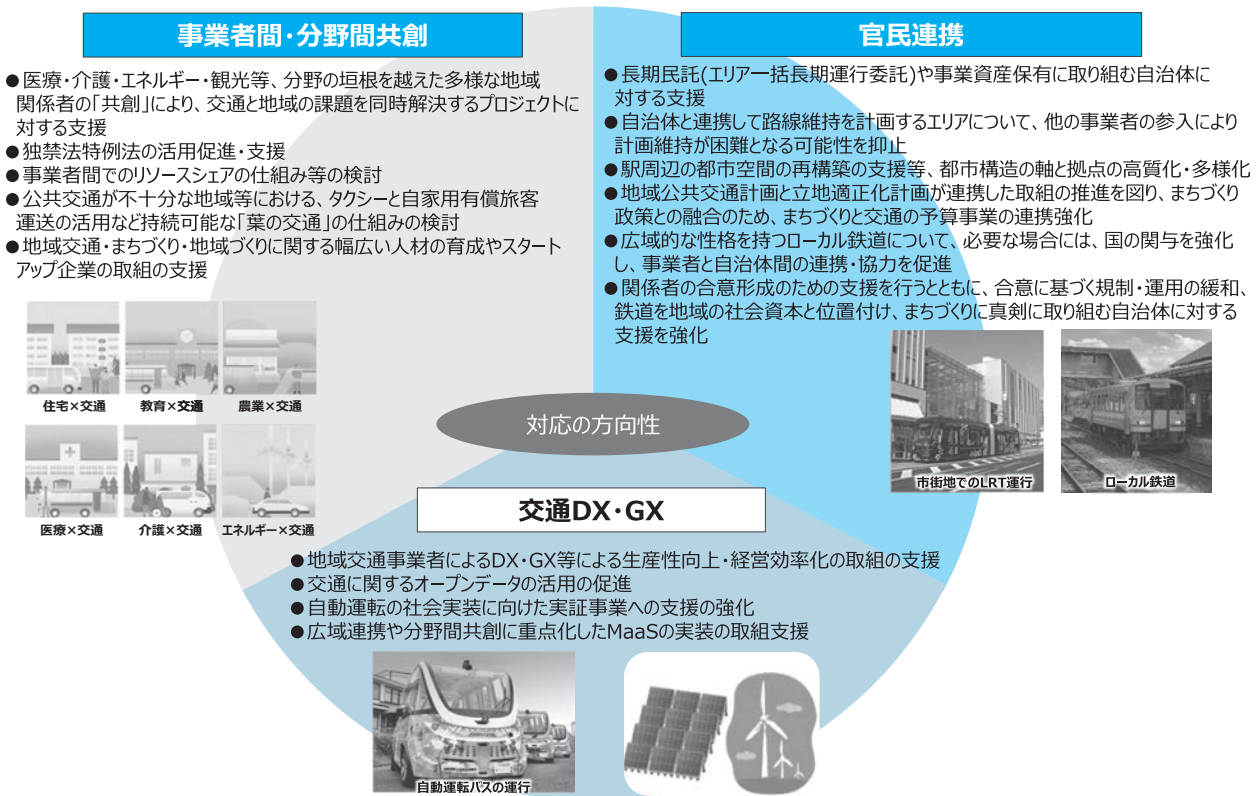 事業者間・分野間共創
●医療・介護・エネルギー・観光等、分野の垣根を越えた多様な地域
関係者の「共創」により、交通と地域の課題を同時解決するプロジェクトに
対する支援
●独禁法特例法の活用促進・支援
●事業者間でのリソースシェアの仕組み等の検討
●公共交通が不十分な地域等における、タクシーと自家用有償旅客
運送の活用など持続可能な「葉の交通」の仕組みの検討
●地域交通・まちづくり・地域づくりに関する幅広い人材の育成やスタート
アップ企業の取組の支援
住宅×交通
教育×交通
農業×交通
医療×交通
介護×交通
エネルギー×交通
官民連携
●長期民託(エリア一括長期運行委託)や事業資産保有に取り組む自治体に
対する支援
●自治体と連携して路線維持を計画するエリアについて、他の事業者の参入により
計画維持が困難となる可能性を抑止
●駅周辺の都市空間の再構築の支援等、都市構造の軸と拠点の高質化・多様化
●地域公共交通計画と立地適正化計画が連携した取組の推進を図り、まちづくり
政策との融合のため、まちづくりと交通の予算事業の連携強化
●広域的な性格を持つローカル鉄道について、必要な場合には、国の関与を強化
し、事業者と自治体間の連携・協力を促進
●関係者の合意形成のための支援を行うとともに、合意に基づく規制・運用の緩和、
鉄道を地域の社会資本と位置付け、まちづくりに真剣に取り組む自治体に対する
支援を強化
市街地でのLRT運行
ローカル鉄道
対応の方向性
交通DX・GX
●地域交通事業者によるDX・GX等による生産性向上・経営効率化の取組の支援
●交通に関するオープンデータの活用の促進
●自動運転の社会実装に向けた実証事業への支援の強化
●広域連携や分野間共創に重点化したMaaSの実装の取組支援
自動運転バスの運行